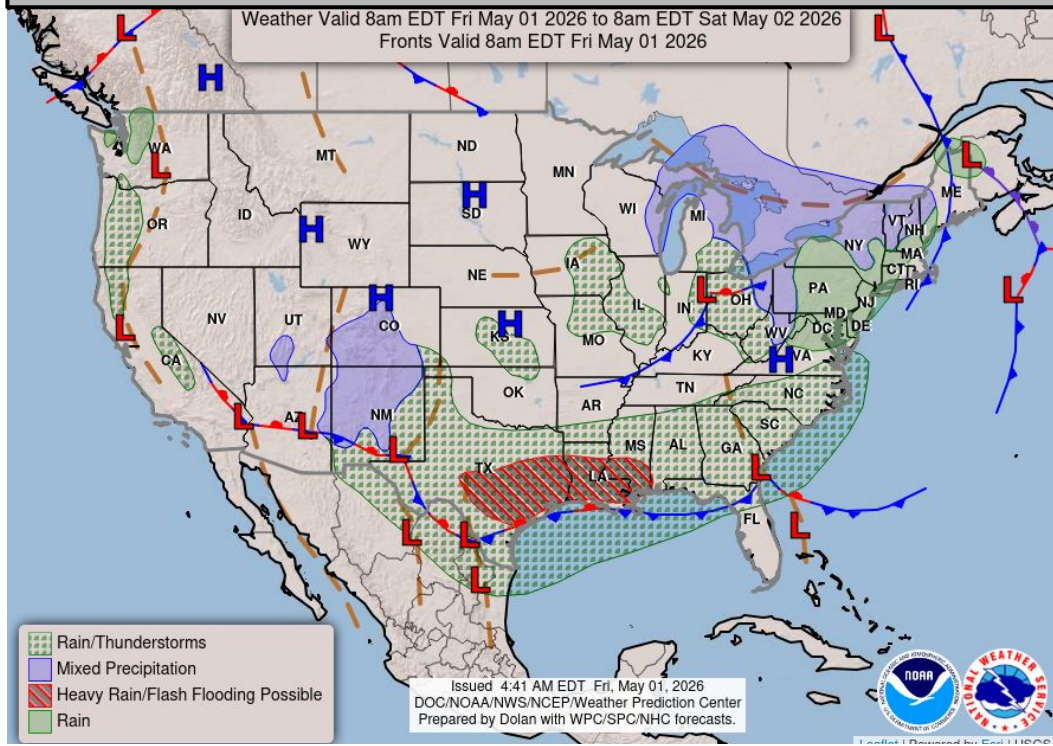 Weather Valid 8am EDT Fri May 01 2026 to 8am EDT Sat May 02 2026
Fronts Valid 8am EDT Fri May 01 2026
L
L
H
L
WA
MT
ND
MN
L
ME
L
H
SD
WI
MI
VT
NH
OR
ID
H
WY
NY
MA
CT
RI
NE
IA
L
OH
PA
NJ
L
H
CO
IL
IN
MD
DE
L
NV
UT
KS
H
MO
WV
DC
VA
H
CA
KY
OK
TN
NC
L
AZ
L
NM
L
AR
SC
MS
AL
GA
TX
LA
L
L
L
FL
L
L
Rain/Thunderstorms
Mixed Precipitation
Heavy Rain/Flash Flooding Possible
Rain
Issued 4:41 AM EDT Fri, May 01, 2026
DOC/NOAA/NWS/NCEP/Weather Prediction Center
Prepared by Dolan with WPC/SPC/NHC forecasts.
NOAA
NATIONAL WEATHER SERVICE
Leaflet | Powered by Esri | USGS